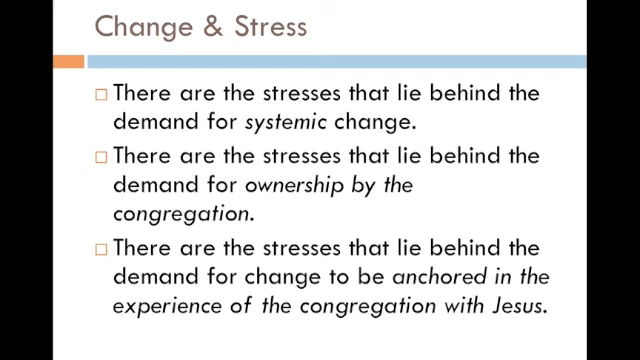 Change & Stress
There are the stresses that lie behind the
demand for systemic change.
There are the stresses that lie behind the
demand for ownership by the
congregation.
There are the stresses that lie behind the
demand for change to be anchored in the
experience of the congregation with Jesus.